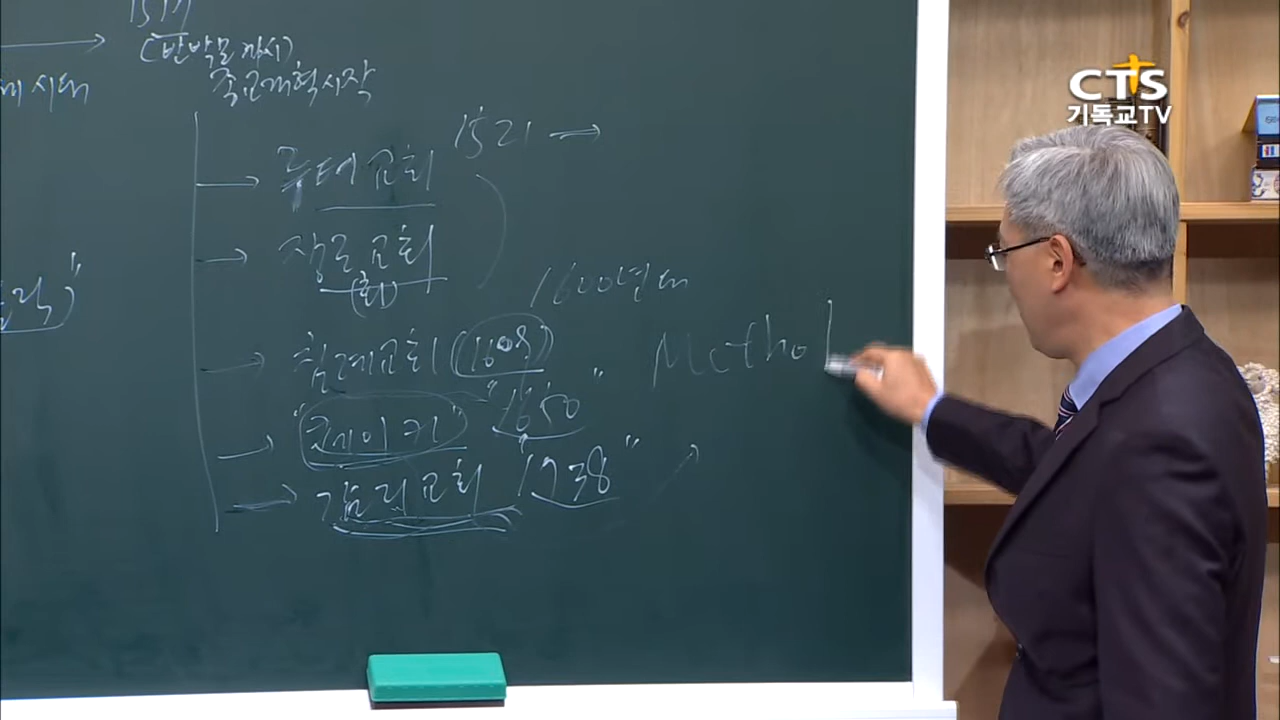 1517
(반박문게시)
종교개혁시작
루터교회 1521
장로교회
(회)
1600년대
침례교회 (1609)
"퀘이커" "1650"
감리교회 "1738"
Method
CTS
기독교TV